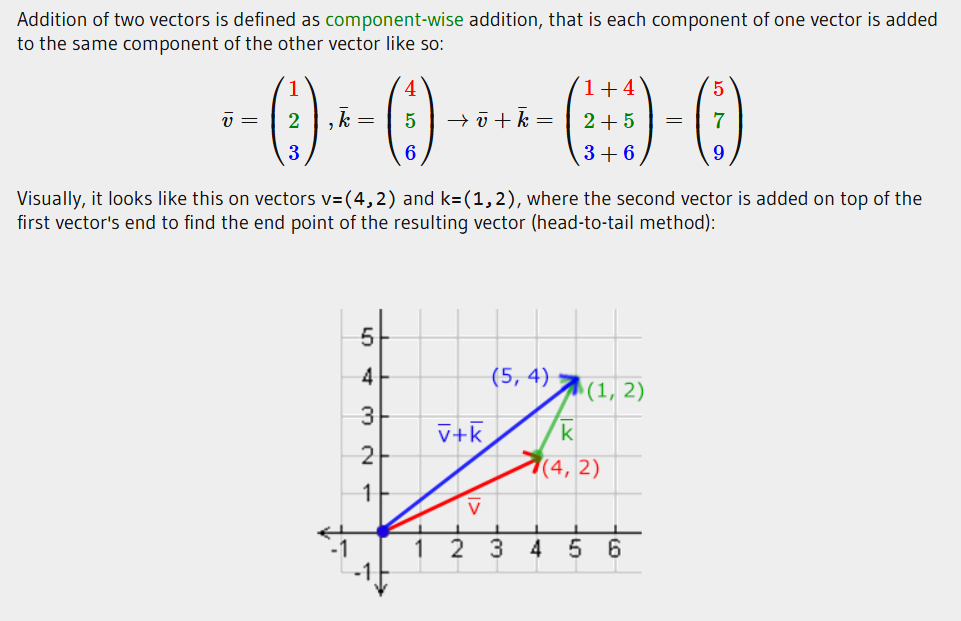 Addition of two vectors is defined as component-wise addition, that is each component of one vector is added
to the same component of the other vector like so:
v̄ = (1 2 3), k̄ = (4 5 6) → v̄ + k̄ = (1 + 4 2 + 5 3 + 6) = (5 7 9)
Visually, it looks like this on vectors v=(4,2) and k=(1,2), where the second vector is added on top of the
first vector's end to find the end point of the resulting vector (head-to-tail method):
5
4
(5, 4)
(1, 2)
3
v̄+k̄
k̄
2
(4, 2)
1
v̄
-1 1 2 3 4 5 6
-1